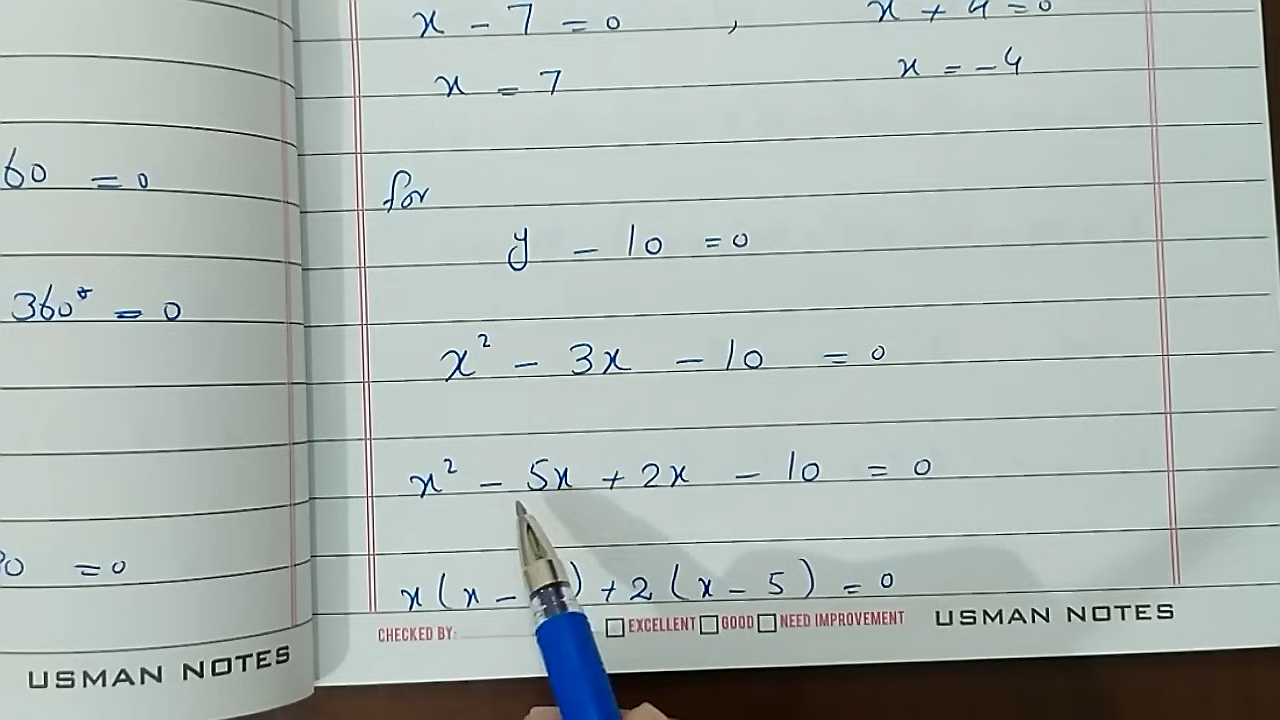 x - 7 = 0 , x + 4 = 0
x = 7 x = -4
60 = 0
for
y - 10 = 0
360 = 0
x² - 3x - 10 = 0
x² - 5x + 2x - 10 = 0
= 0
x(x - ) + 2(x - 5) = 0
CHECKED BY: EXCELLENT GOOD NEED IMPROVEMENT USMAN NOTES
USMAN NOTES